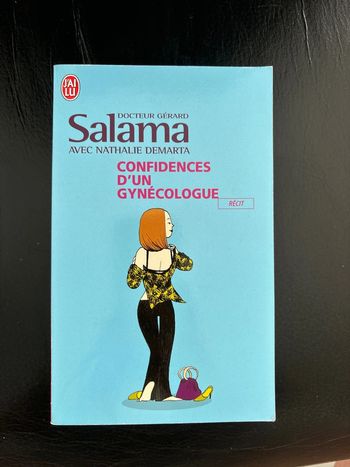 J'AI
LU
DOCTEUR GÉRARD
Salama
AVEC NATHALIE DEMARTA
CONFIDENCES
D'UN
GYNÉCOLOGUE
RÉCIT